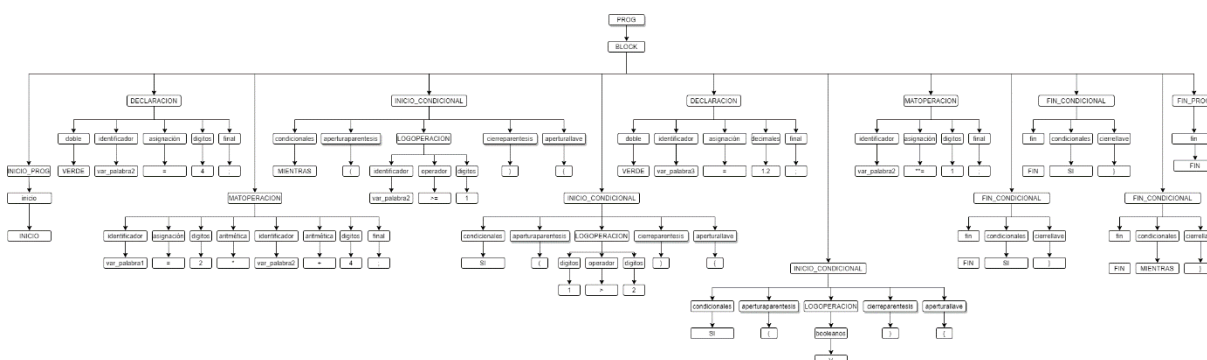 PROG
BLOCK
DECLARACION
INICIO_CONDICIONAL
DECLARACION
MATOPERACION
FIN_CONDICIONAL
FIN_PROG
doble identificador asignación digitos final
condicionales aperturaparentesis LOGOPERACION cierreparentesis aperturallave
doble identificador asignación decimales final
identificador asignación digitos final
fin condicionales cierrellave
fin
INICIO_PROG
VERDE var_palabra2 = 4 ;
MIENTRAS (
identificador operador digitos
) {
VERDE var_palabra3 = 1.2 ;
var_palabra2 1 ;
FIN SI }
FIN
inicio
MATOPERACION
var_palabra2 >= 1
INICIO_CONDICIONAL
FIN_CONDICIONAL
FIN_CONDICIONAL
INICIO
identificador asignación digitos aritmética identificador aritmética digitos final
condicionales aperturaparentesis LOGOPERACION cierreparentesis aperturallave
fin condicionales cierrellave
fin condicionales
var_palabra1 = 2 * var_palabra2 4 ;
SI ( digitos operador digitos ) {
FIN SI }
FIN MIENTRAS }
INICIO_CONDICIONAL
1 > 2
condicionales aperturaparentesis LOGOPERACION cierreparentesis aperturallave
SI ( booleanos ) {